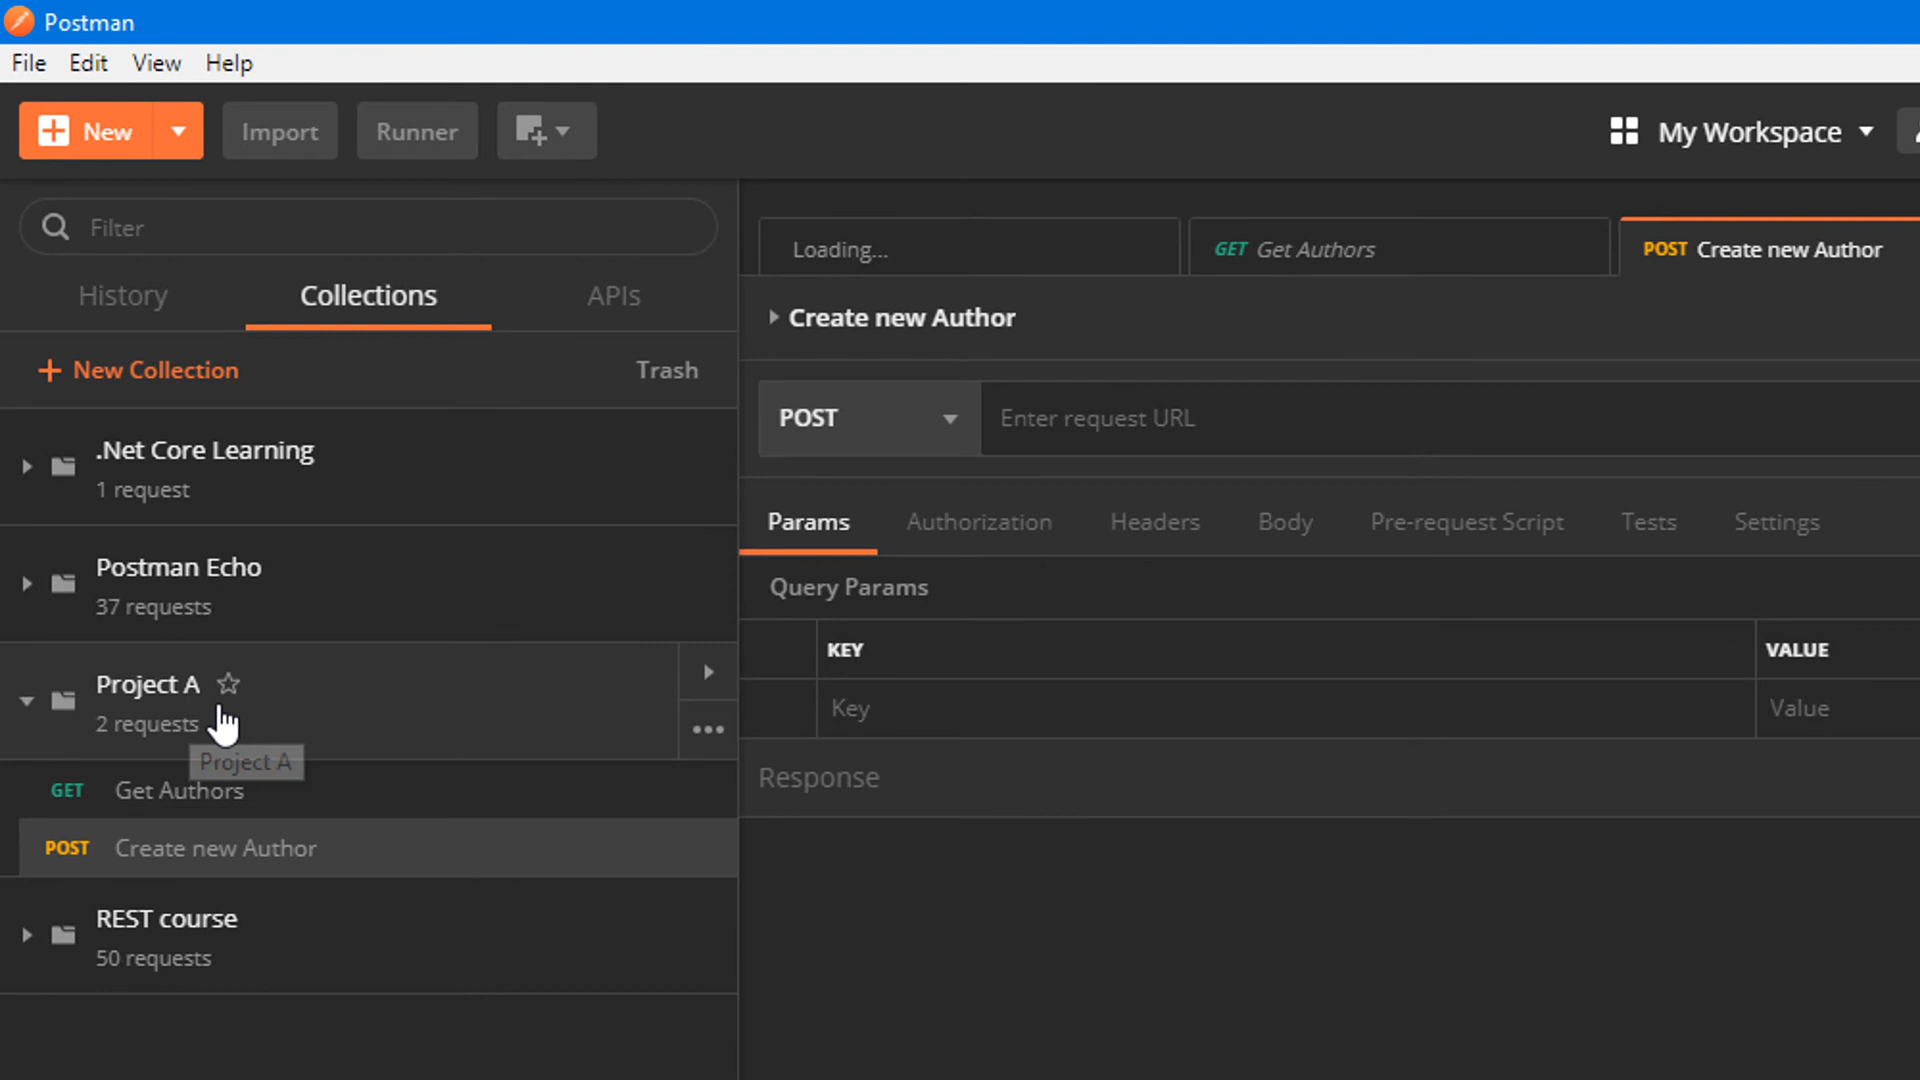 Postman
File Edit View Help
New Import Runner My Workspace
Filter
History Collections APIs
+ New Collection Trash
.Net Core Learning
1 request
Postman Echo
37 requests
Project A
2 requests
Project A
GET Get Authors
POST Create new Author
REST course
50 requests
Loading... GET Get Authors POST Create new Author
Create new Author
POST Enter request URL
Params Authorization Headers Body Pre-request Script Tests Settings
Query Params
KEY VALUE
Key Value
Response